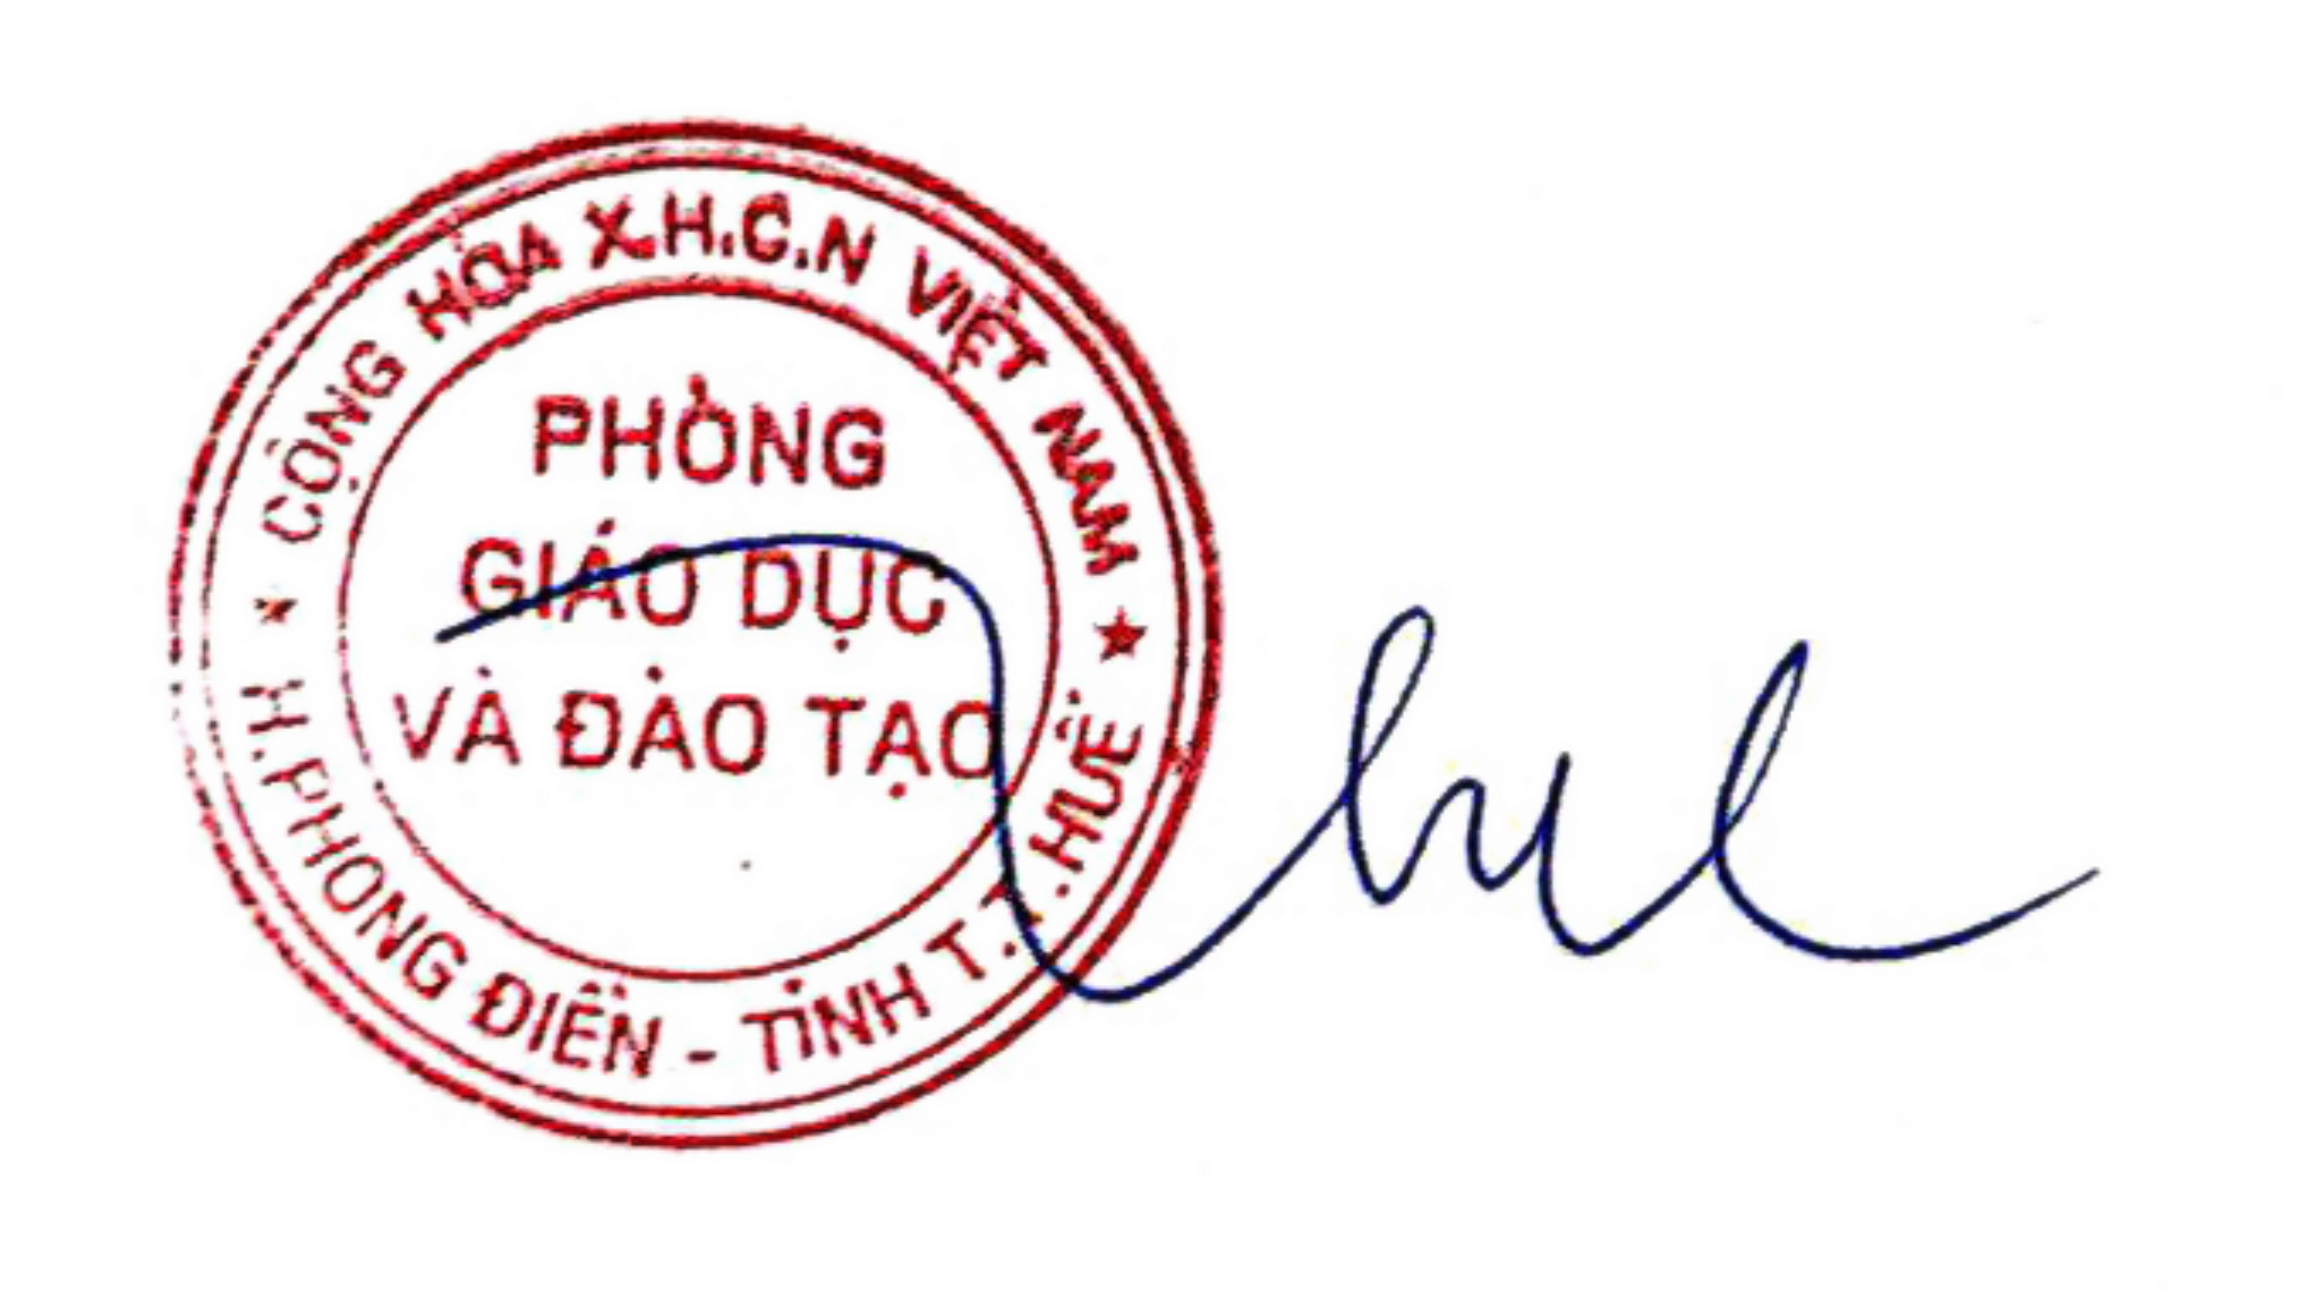 CỘNG HÒA X.H.C.N VIỆT NAM
PHÒNG
GIÁO DỤC
VÀ ĐÀO TẠO
H.PHONG ĐIỀN - TỈNH T.T.HUẾ